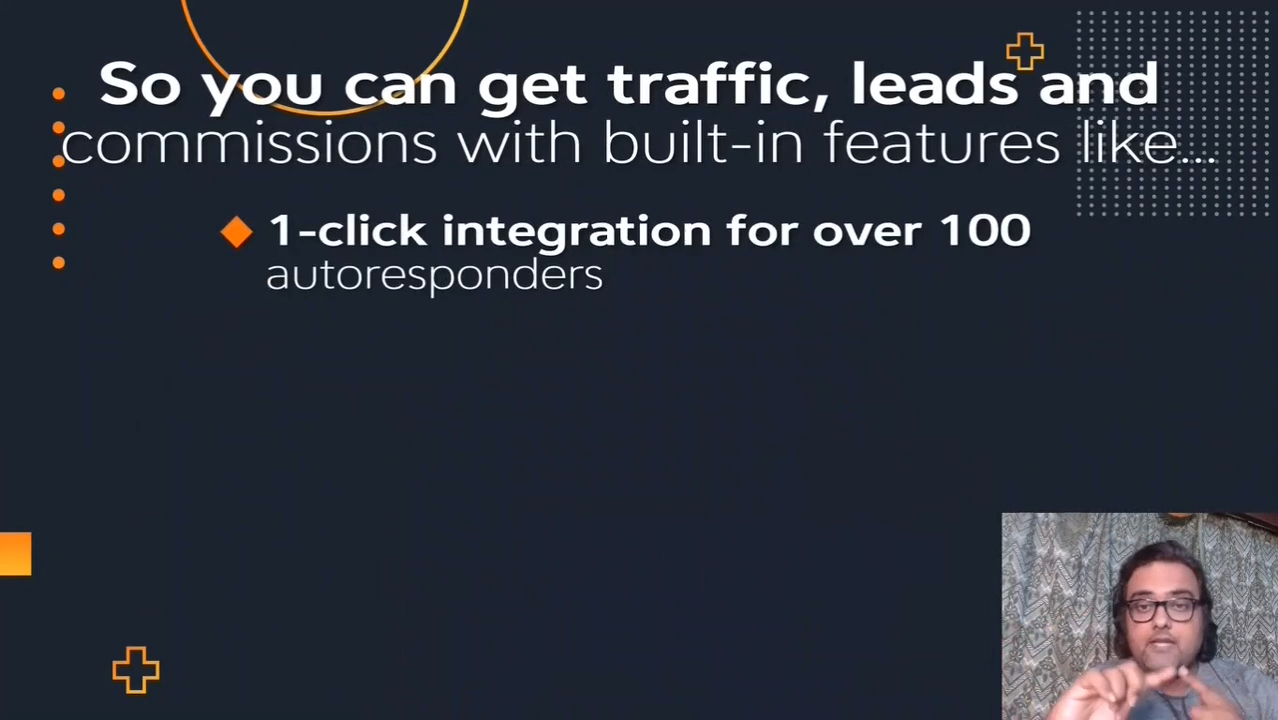 So you can get traffic, leads and
commissions with built-in features like...
1-click integration for over 100
autoresponders